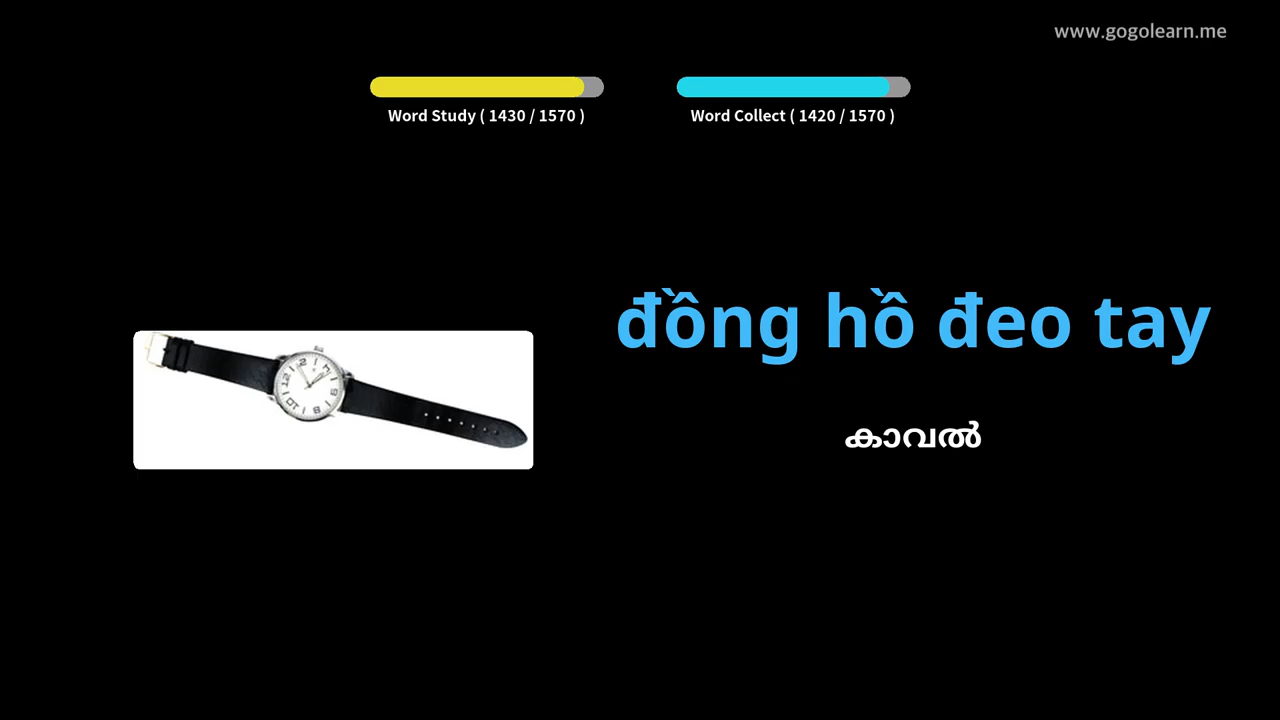 www.gogolearn.me
Word Study ( 1430 / 1570 )
Word Collect ( 1420 / 1570 )
đồng hồ đeo tay
കാവൽ